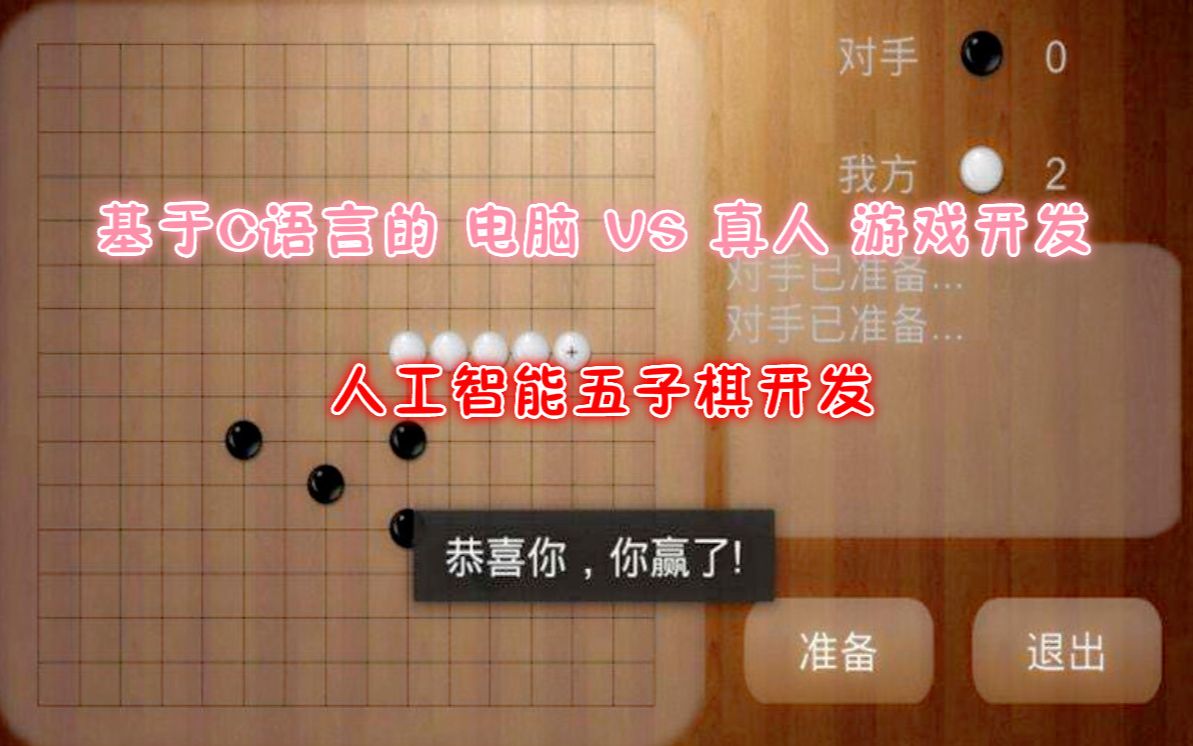 对手 0
我方 2
基于C语言的 电脑 VS 真人 游戏开发
对手已准备...
对手已准备...
人工智能五子棋开发
恭喜你，你赢了!
准备 退出